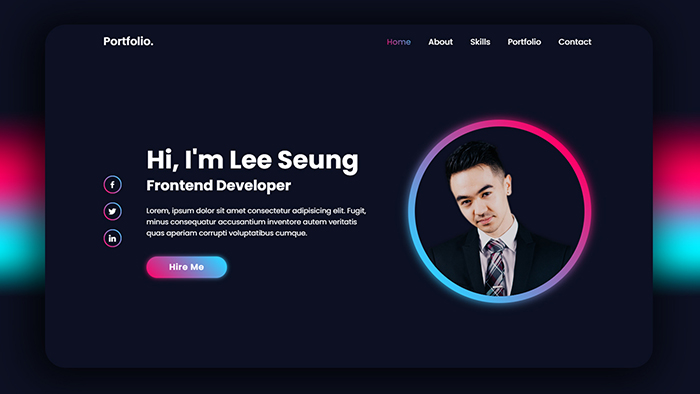 Portfolio.
Home About Skills Portfolio Contact
Hi, I'm Lee Seung
Frontend Developer
Lorem, ipsum dolor sit amet consectetur adipisicing elit. Fugit,
minus consequatur accusantium inventore autem veritatis
quas aperiam corrupti voluptatibus cumque.
Hire Me